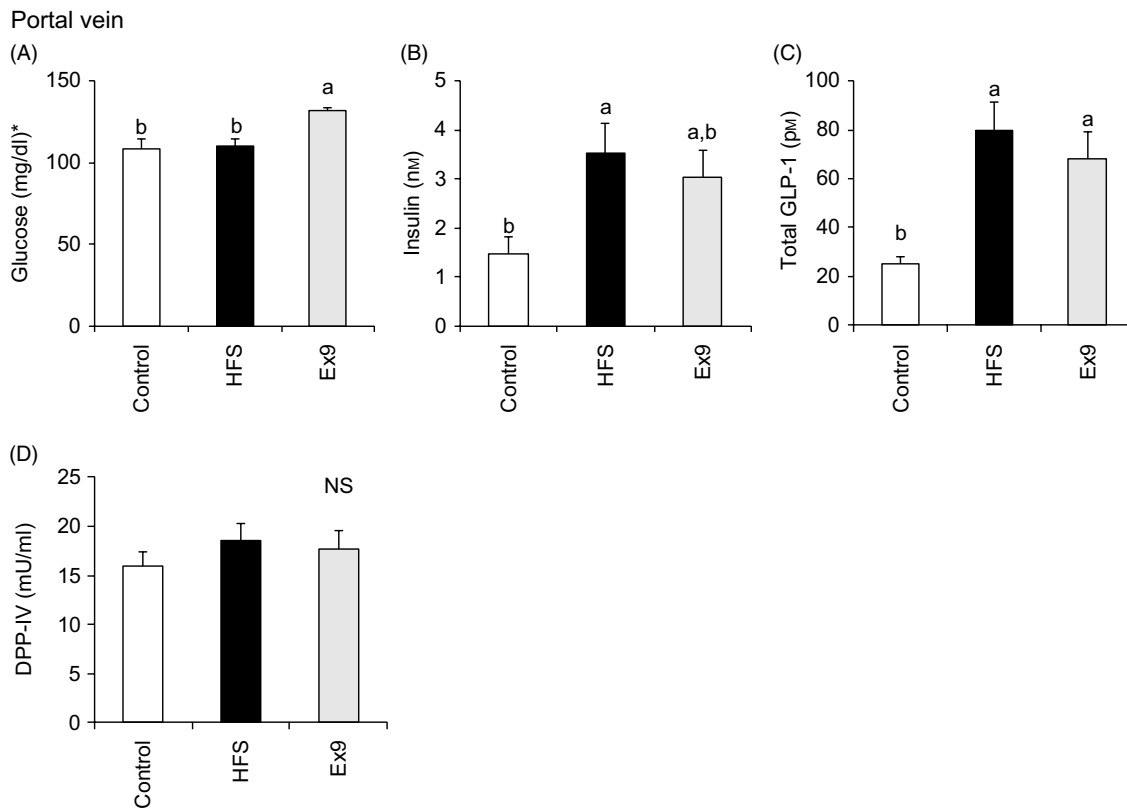 Portal vein
(A)
Glucose (mg/dl)*
150
100
50
0
b
b
a
Control
HFS
Ex9
(B)
Insulin (nM)
5
4
3
2
1
0
b
a
a,b
Control
HFS
Ex9
(C)
Total GLP-1 (pM)
100
80
60
40
20
0
b
a
a
Control
HFS
Ex9
(D)
DPP-IV (mU/ml)
25
20
15
10
5
0
NS
Control
HFS
Ex9